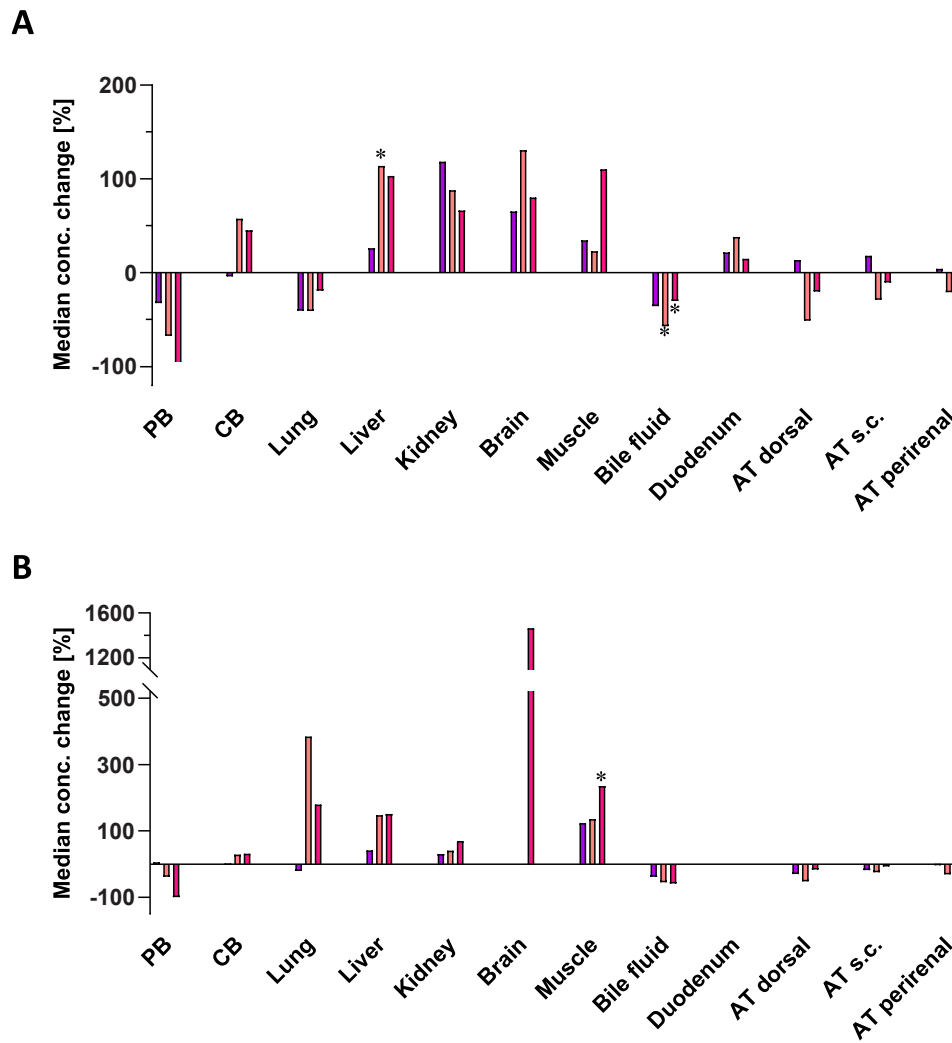 A
Median conc. change [%]
200
100
0
-100
PB
CB
Lung
Liver
Kidney
Brain
Muscle
Bile fluid
Duodenum
AT dorsal
AT s.c.
AT perirenal
*
*
*
B
Median conc. change [%]
1600
1200
500
300
100
-100
PB
CB
Lung
Liver
Kidney
Brain
Muscle
Bile fluid
Duodenum
AT dorsal
AT s.c.
AT perirenal
*